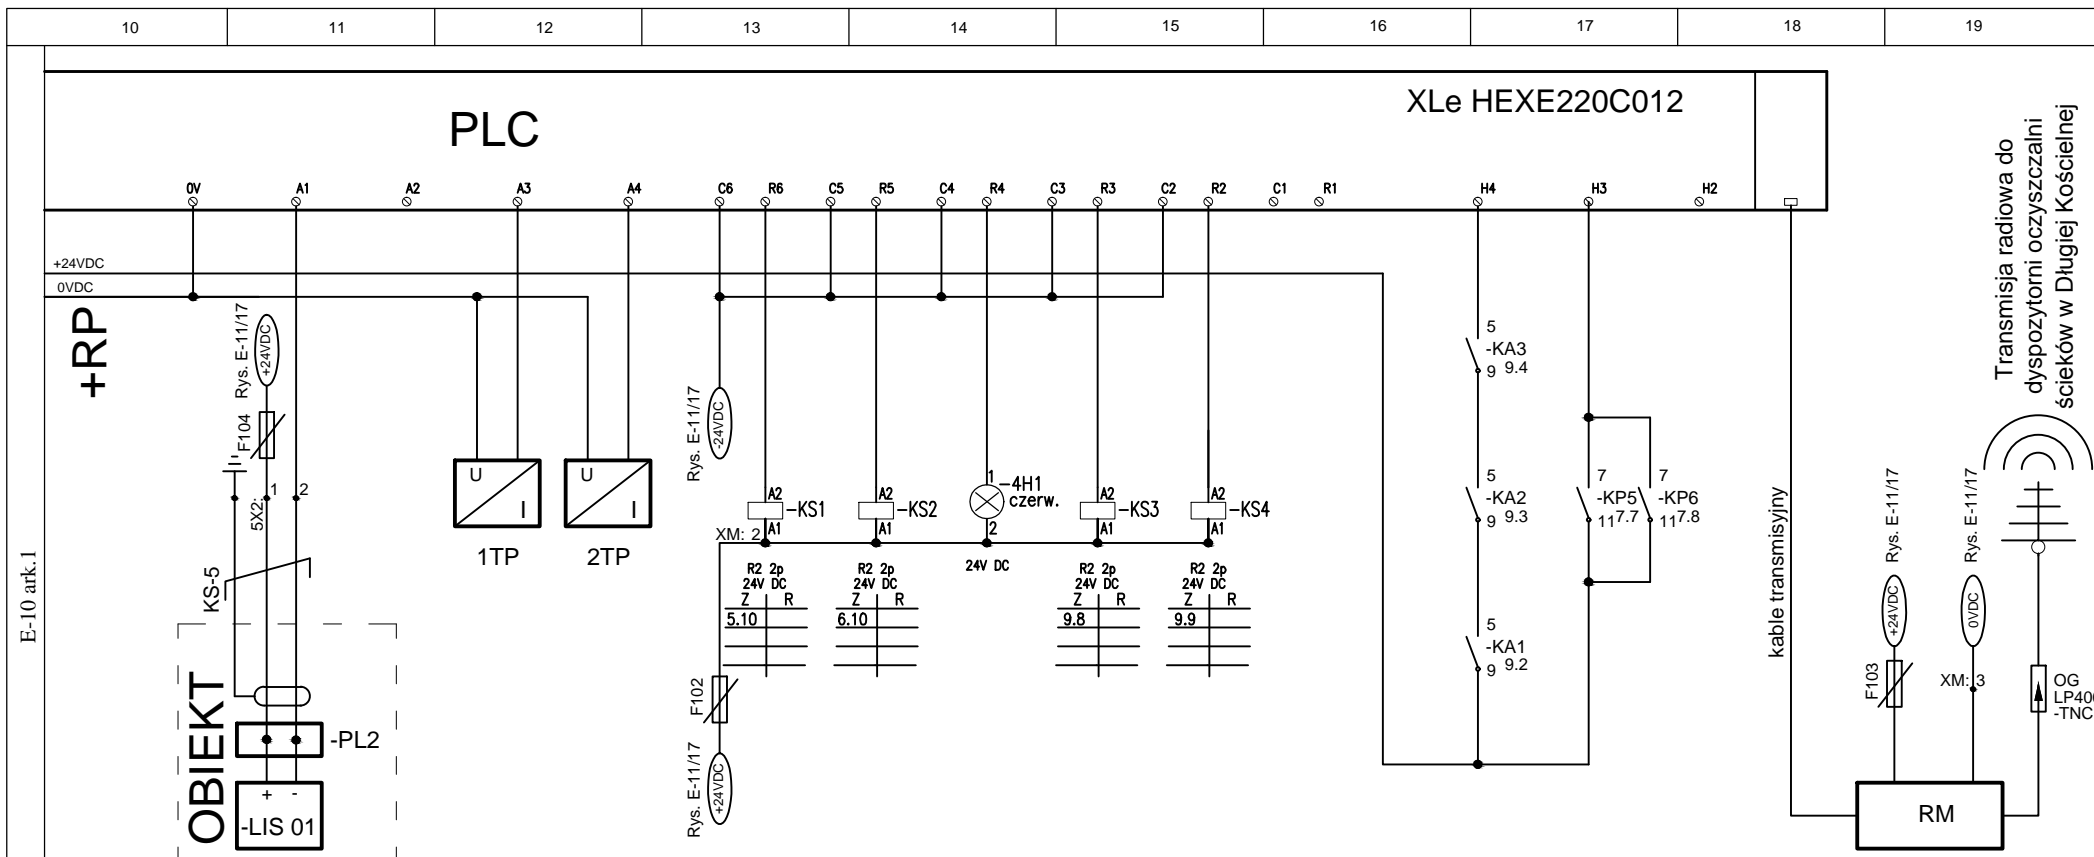 10 11 12 13 14 15 16 17 18 19
PLC
XLe HEXE220C012
0V A1 A2 A3 A4 C6 R6 C5 R5 C4 R4 C3 R3 C2 R2 C1 R1 H4 H3 H2
+24VDC
0VDC
+RP
E-10 ark.1
Rys. E-11/17
+24VDC
F104
5X2:
1
2
KS-5
OBIEKT
-PL2
+ -
-LIS 01
U
I
1TP
U
I
2TP
Rys. E-11/17
-24VDC
A2
-KS1
A1
A2
-KS2
A1
1
-4H1
czerw.
2
A2
-KS3
A1
A2
-KS4
A1
XM: 2
24V DC
R2 2p
24V DC
Z R
5.10
R2 2p
24V DC
Z R
6.10
R2 2p
24V DC
Z R
9.8
R2 2p
24V DC
Z R
9.9
F102
Rys. E-11/17
+24VDC
5
-KA3
9 9.4
5
-KA2
9 9.3
5
-KA1
9 9.2
7
-KP5
11 7.7
7
-KP6
11 7.8
kable transmisyjny
Transmisja radiowa do
dyspozytorni oczyszczalni
ścieków w Długiej Kościelnej
Rys. E-11/17
+24VDC
F103
Rys. E-11/17
0VDC
XM: 3
OG
-TNC
RM